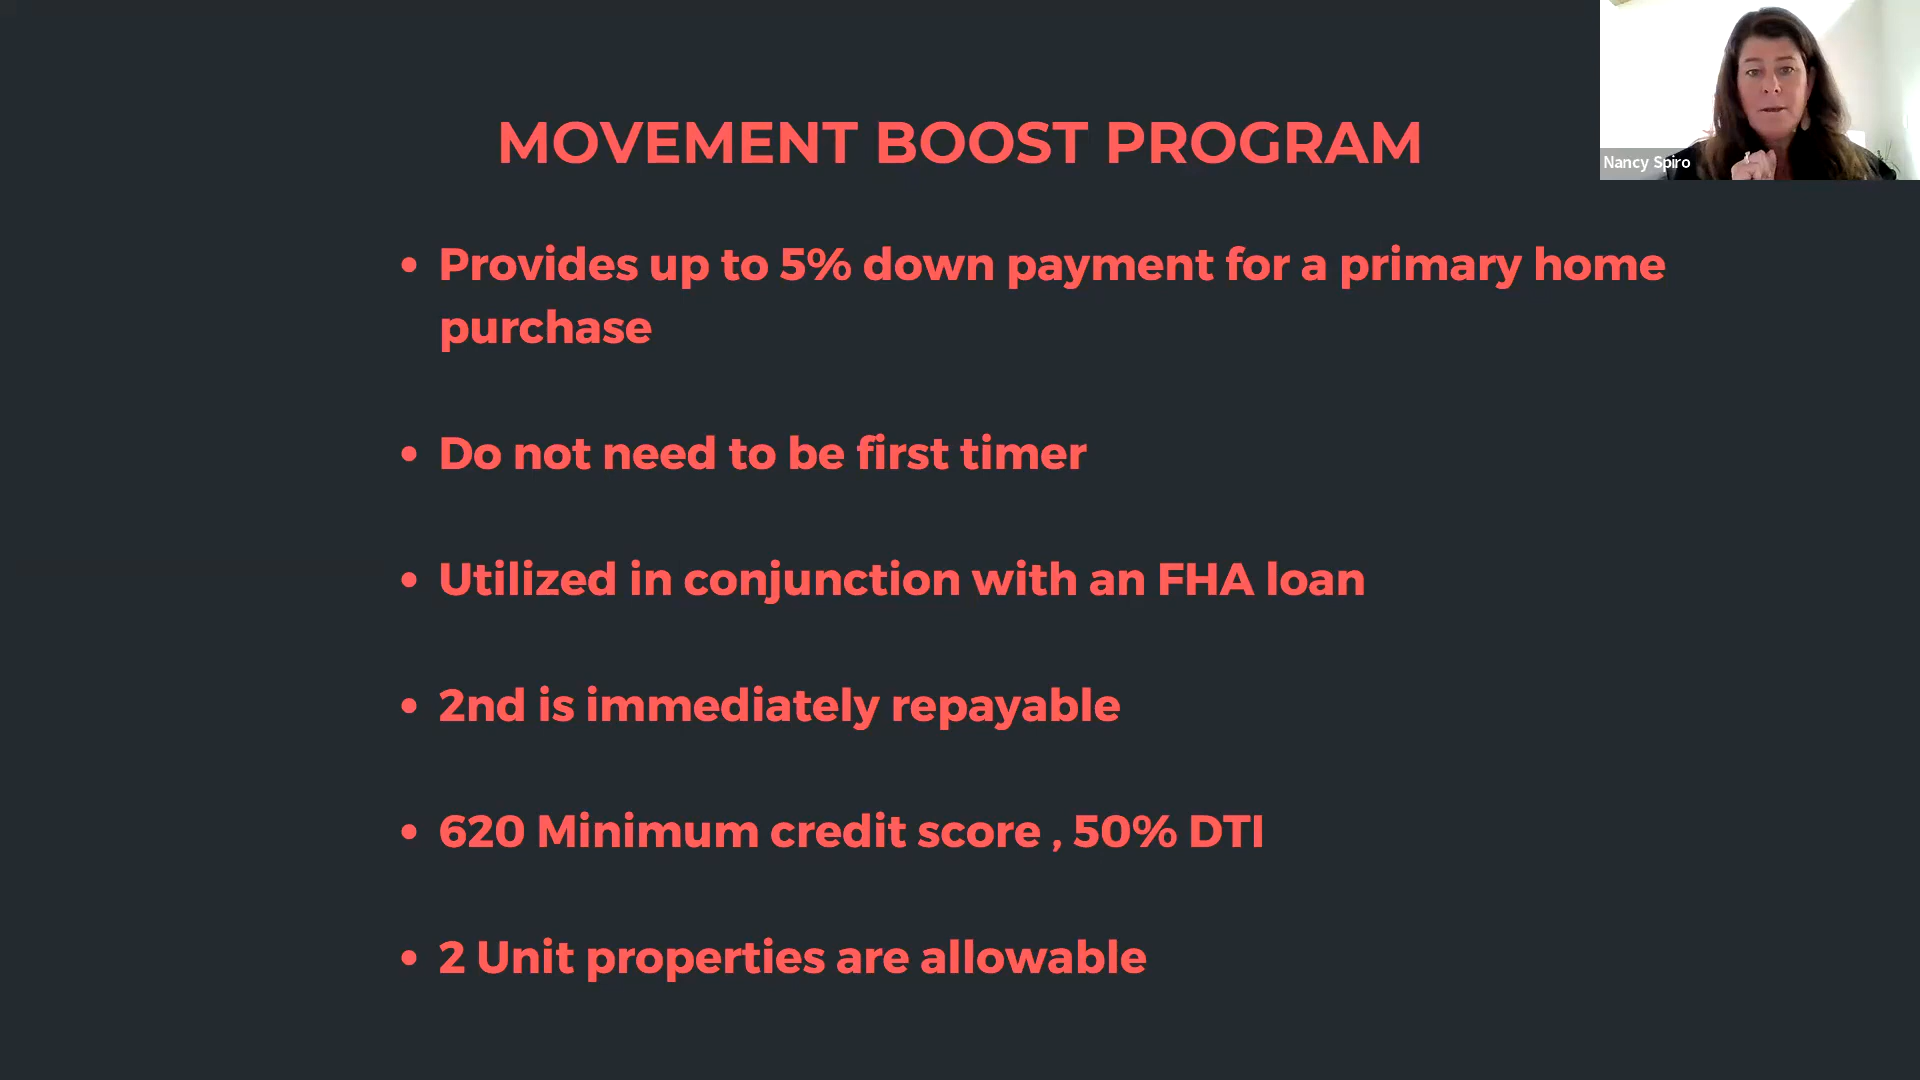 MOVEMENT BOOST PROGRAM
Nancy Spiro
• Provides up to 5% down payment for a primary home
purchase
• Do not need to be first timer
• Utilized in conjunction with an FHA loan
• 2nd is immediately repayable
• 620 Minimum credit score , 50% DTI
• 2 Unit properties are allowable